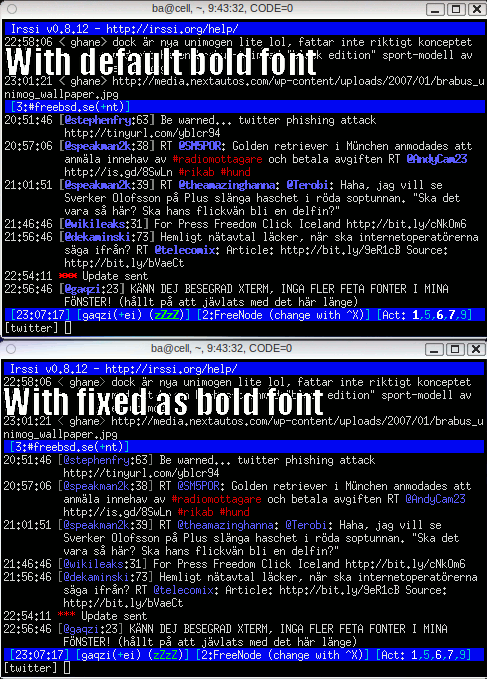 ba@cell, ~, 9:43:32, CODE=0
Irssi v0.8.12 - http://irssi.org/help/
22:58:06 < ghane> dock är nya unimogen lite lol, fattar inte riktigt konceptet
edition" sport-modell av
With default bold font
23:01:21 < ghane> http://media.nextautos.com/wp-content/uploads/2007/01/brabus_u
nimog_wallpaper.jpg
[3:#freebsd.se(+nt)]
20:51:46 [@stephenfry:63] Be warned... twitter phishing attack
http://tinyurl.com/yblcr94
20:57:06 [@speakman2k:38] RT @SM5POR: Golden retriever i München anmodades att
anmäla innehav av #radiomottagare och betala avgiften RT @AndyCam23
http://is.gd/8SwLn #rikab #hund
21:01:51 [@speakman2k:39] RT @theamazinghanna: @Terobi: Haha, jag vill se
Sverker Olofsson på Plus slänga haschet i röda soptunnan. "Ska det
vara så här? Ska hans flickvän bli en delfin?"
21:46:46 [@wikileaks:31] For Press Freedom Click Iceland http://bit.ly/cNkOm6
21:56:46 [@dekaminski:73] Hemligt nätavtal läcker, när ska internetoperatörerna
säga ifrån? RT @telecomix: Article: http://bit.ly/9eR1cB Source:
http://bit.ly/bVaeCt
22:54:11 *** Update sent
22:56:46 [@gaqzi:23] KÄNN DEJ BESEGRAD XTERM, INGA FLER FETA FONTER I MINA
FÖNSTER! (hållt på att jävlats med det här länge)
[23:07:17] [gaqzi(+ei) (zZzZ)] [2:FreeNode (change with ^X)] [Act: 1,5,6,7,9]
[twitter]
ba@cell, ~, 9:43:32, CODE=0
Irssi v0.8.12 - http://irssi.org/help/
22:58:06 < ghane> dock är nya unimogen lite lol, fattar inte riktigt konceptet
edition" sport-modell av
With fixed as bold font
23:01:21 < ghane> http://media.nextautos.com/wp-content/uploads/2007/01/brabus_u
nimog_wallpaper.jpg
[3:#freebsd.se(+nt)]
20:51:46 [@stephenfry:63] Be warned... twitter phishing attack
http://tinyurl.com/yblcr94
20:57:06 [@speakman2k:38] RT @SM5POR: Golden retriever i München anmodades att
anmäla innehav av #radiomottagare och betala avgiften RT @AndyCam23
http://is.gd/8SwLn #rikab #hund
21:01:51 [@speakman2k:39] RT @theamazinghanna: @Terobi: Haha, jag vill se
Sverker Olofsson på Plus slänga haschet i röda soptunnan. "Ska det
vara så här? Ska hans flickvän bli en delfin?"
21:46:46 [@wikileaks:31] For Press Freedom Click Iceland http://bit.ly/cNkOm6
21:56:46 [@dekaminski:73] Hemligt nätavtal läcker, när ska internetoperatörerna
säga ifrån? RT @telecomix: Article: http://bit.ly/9eR1cB Source:
http://bit.ly/bVaeCt
22:54:11 *** Update sent
22:56:46 [@gaqzi:23] KÄNN DEJ BESEGRAD XTERM, INGA FLER FETA FONTER I MINA
FÖNSTER! (hållt på att jävlats med det här länge)
[23:07:17] [gaqzi(+ei) (zZzZ)] [2:FreeNode (change with ^X)] [Act: 1,5,6,7,9]
[twitter]